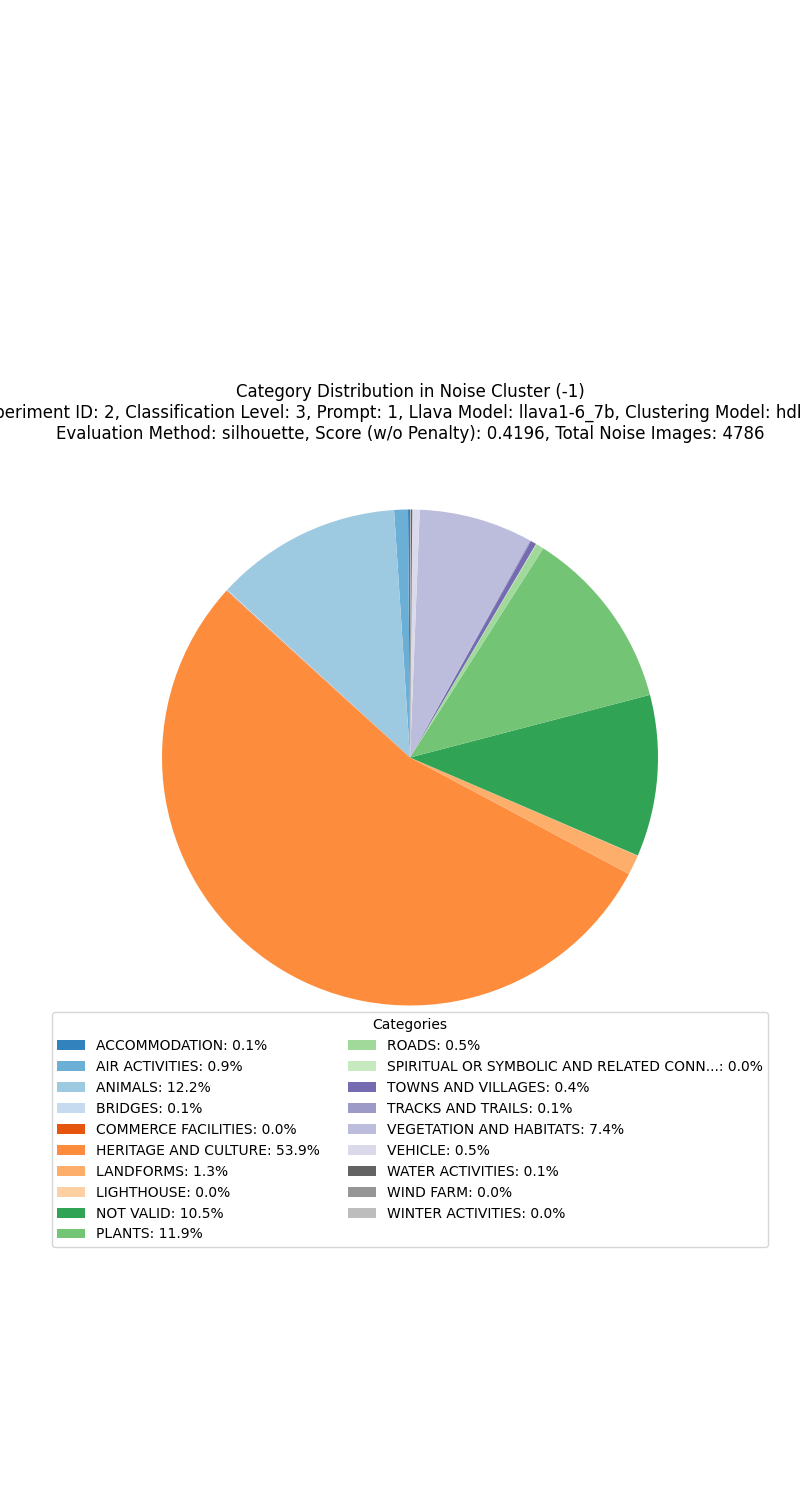 Category Distribution in Noise Cluster (-1)
periment ID: 2, Classification Level: 3, Prompt: 1, Llava Model: llava1-6_7b, Clustering Model: hdb
Evaluation Method: silhouette, Score (w/o Penalty): 0.4196, Total Noise Images: 4786
Categories
ACCOMMODATION: 0.1%
AIR ACTIVITIES: 0.9%
ANIMALS: 12.2%
BRIDGES: 0.1%
COMMERCE FACILITIES: 0.0%
HERITAGE AND CULTURE: 53.9%
LANDFORMS: 1.3%
LIGHTHOUSE: 0.0%
NOT VALID: 10.5%
PLANTS: 11.9%
ROADS: 0.5%
SPIRITUAL OR SYMBOLIC AND RELATED CONN...: 0.0%
TOWNS AND VILLAGES: 0.4%
TRACKS AND TRAILS: 0.1%
VEGETATION AND HABITATS: 7.4%
VEHICLE: 0.5%
WATER ACTIVITIES: 0.1%
WIND FARM: 0.0%
WINTER ACTIVITIES: 0.0%